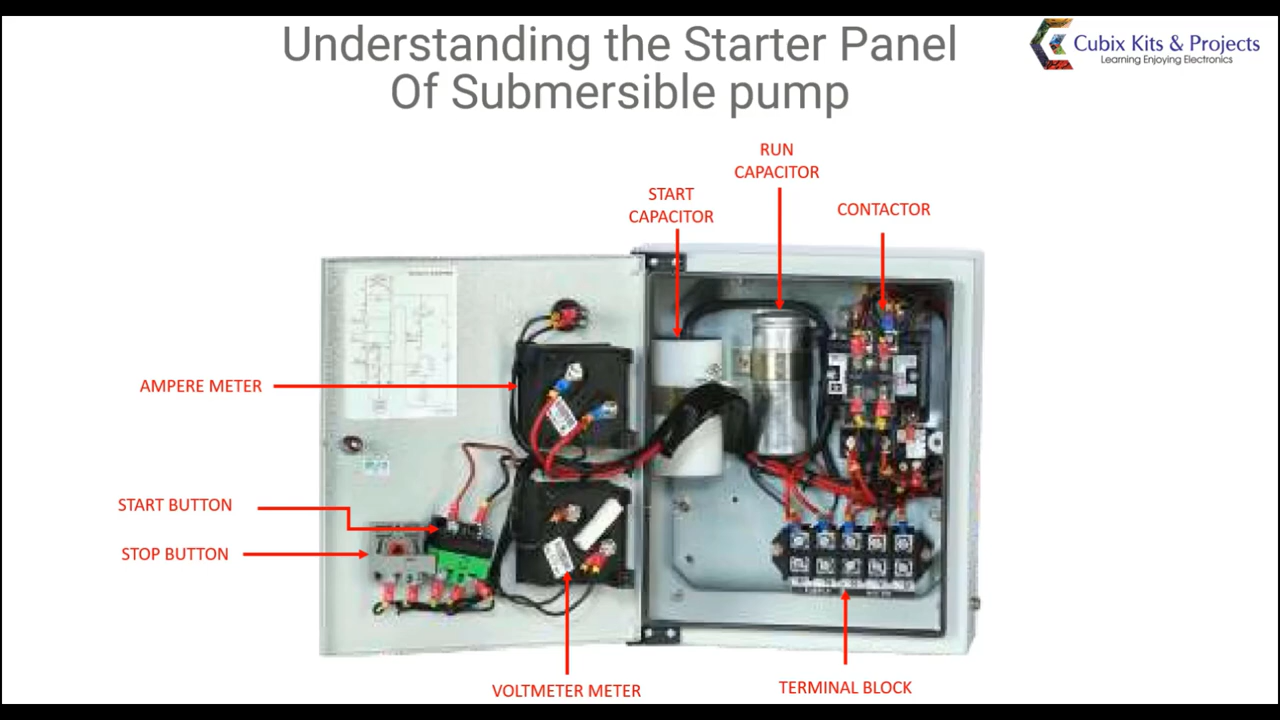 Understanding the Starter Panel
Of Submersible pump
Cubix Kits & Projects
Learning Enjoying Electronics
RUN
CAPACITOR
START
CAPACITOR
CONTACTOR
AMPERE METER
START BUTTON
STOP BUTTON
VOLTMETER METER
TERMINAL BLOCK